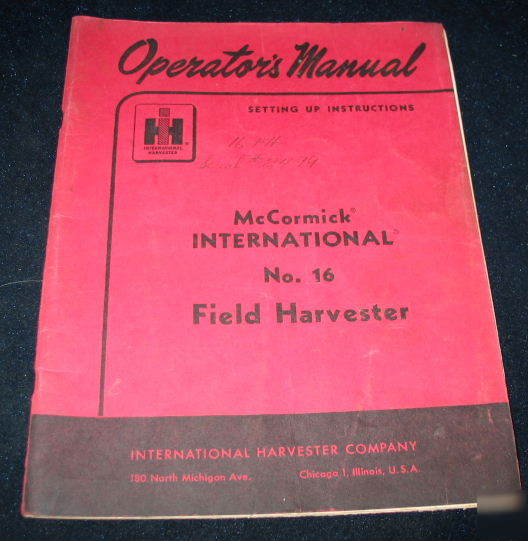 Operator's Manual
SETTING UP INSTRUCTIONS
IH
INTERNATIONAL
HARVESTER
McCormick®
INTERNATIONAL®
No. 16
Field Harvester
INTERNATIONAL HARVESTER COMPANY
180 North Michigan Ave. Chicago 1, Illinois, U.S.A.